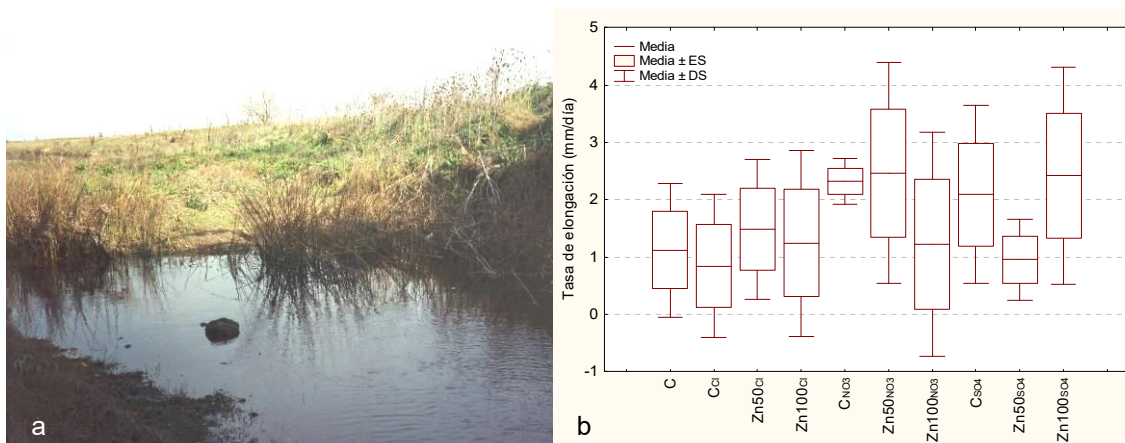 a
5
4
3
2
1
0
-1
Tasa de elongación (mm/día)
Media
Media ± ES
Media ± DS
C
CCl
Zn50Cl
Zn100Cl
CNO3
Zn50NO3
Zn100NO3
CSO4
Zn50SO4
Zn100SO4
b